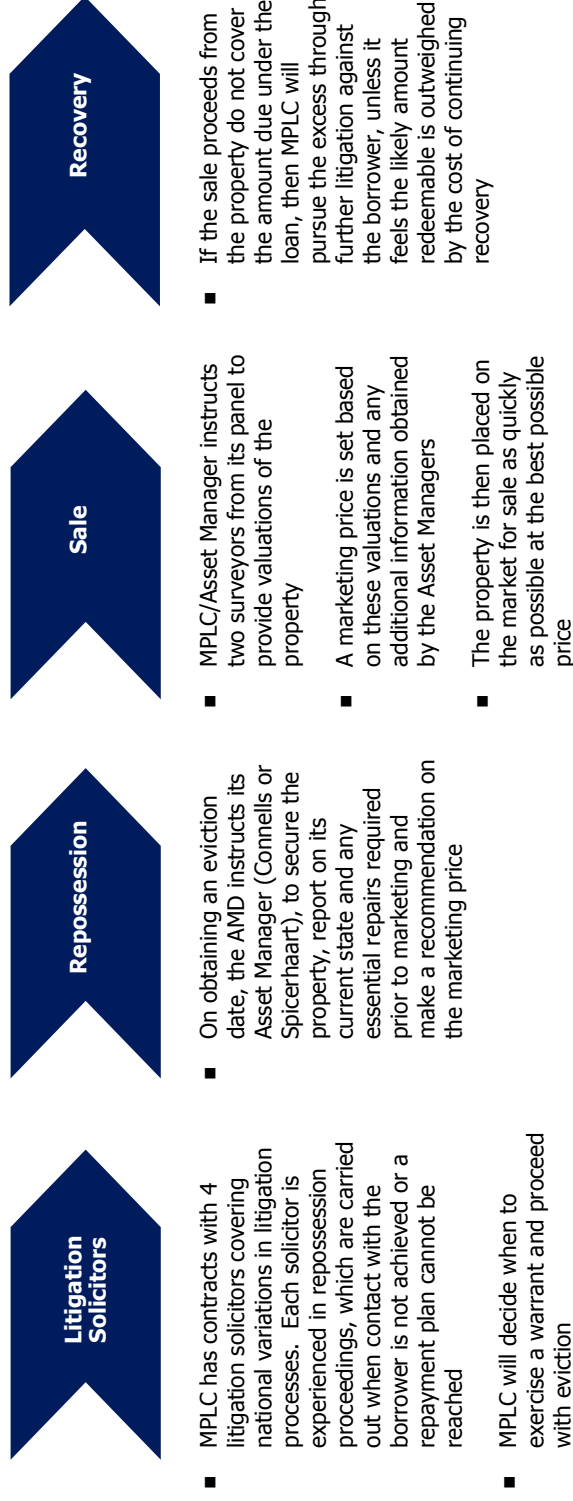 Litigation
Solicitors
■ MPLC has contracts with 4
litigation solicitors covering
national variations in litigation
processes.  Each solicitor is
experienced in repossession
proceedings, which are carried
out when contact with the
borrower is not achieved or a
repayment plan cannot be
reached
■ MPLC will decide when to
exercise a warrant and proceed
with eviction
Repossession
■ On obtaining an eviction
date, the AMD instructs its
Asset Manager (Connells or
Spicerhaart), to secure the
property, report on its
current state and any
essential repairs required
prior to marketing and
make a recommendation on
the marketing price
Sale
■ MPLC/Asset Manager instructs
two surveyors from its panel to
provide valuations of the
property
■ A marketing price is set based
on these valuations and any
additional information obtained
by the Asset Managers
■ The property is then placed on
the market for sale as quickly
as possible at the best possible
price
Recovery
■ If the sale proceeds from
the property do not cover
the amount due under the
loan, then MPLC will
pursue the excess through
further litigation against
the borrower, unless it
feels the likely amount
redeemable is outweighed
by the cost of continuing
recovery